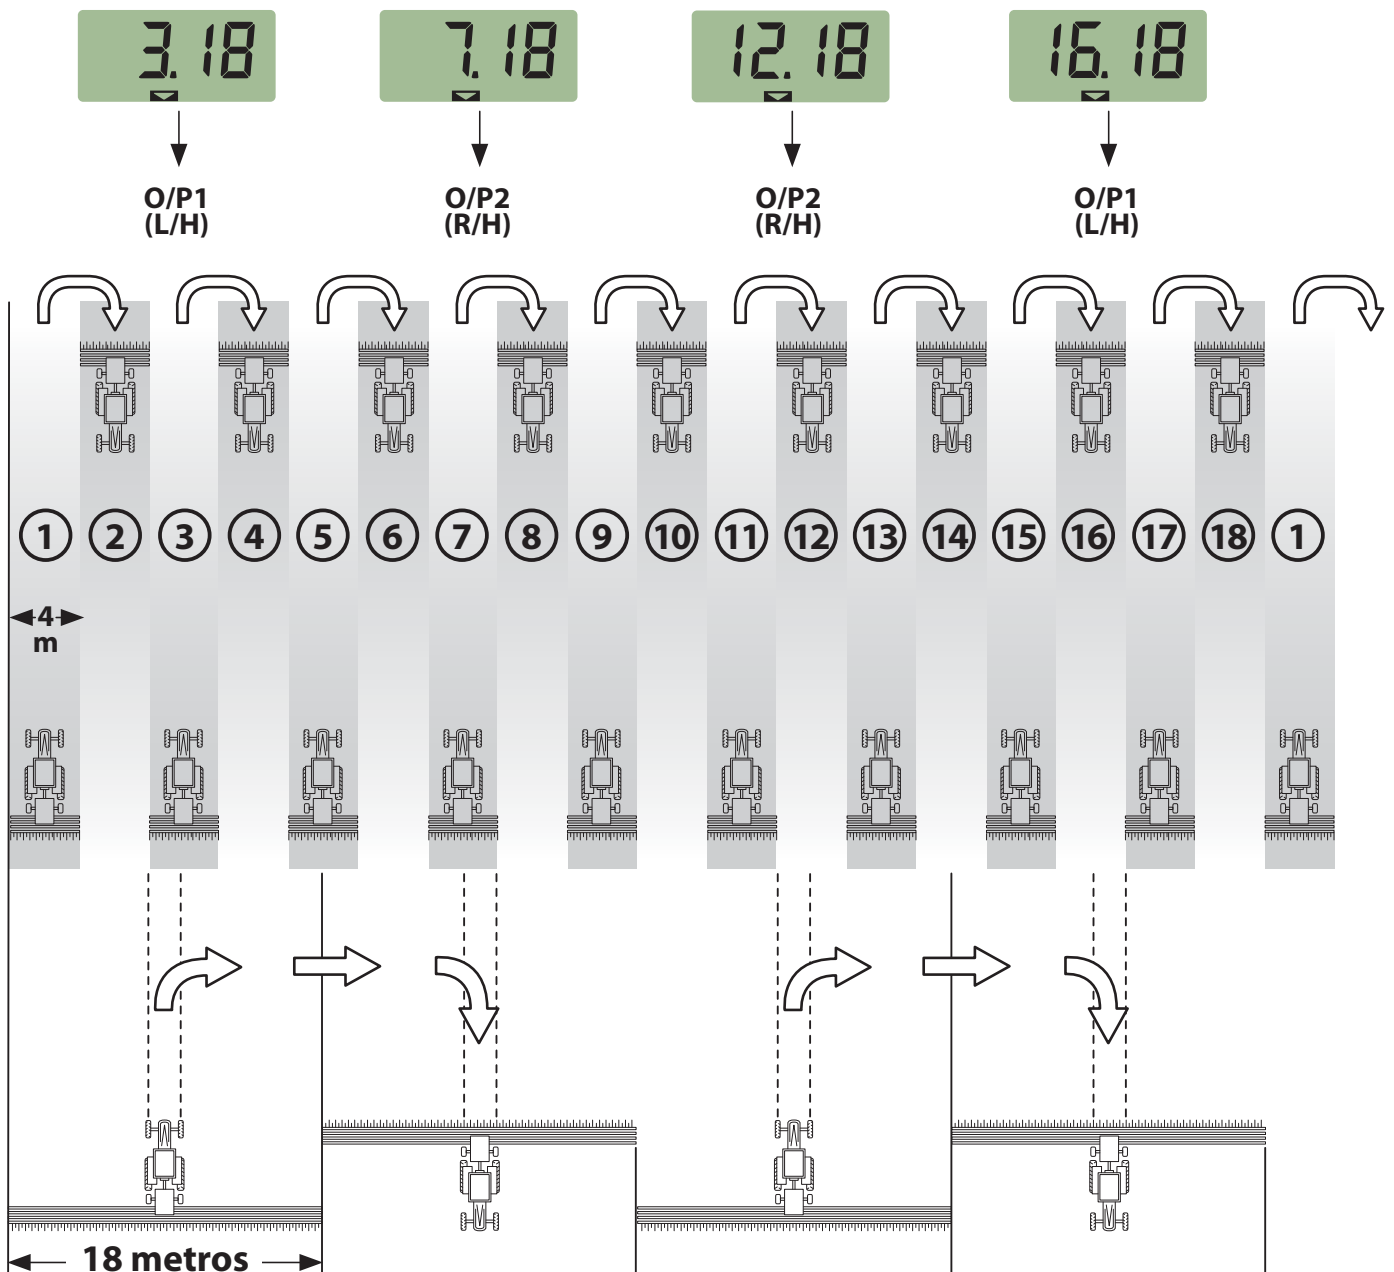 3.18 7.18 12.18 16.18
O/P1 O/P2 O/P2 O/P1
(L/H) (R/H) (R/H) (L/H)
1 2 3 4 5 6 7 8 9 10 11 12 13 14 15 16 17 18 1
4
m
18 metros